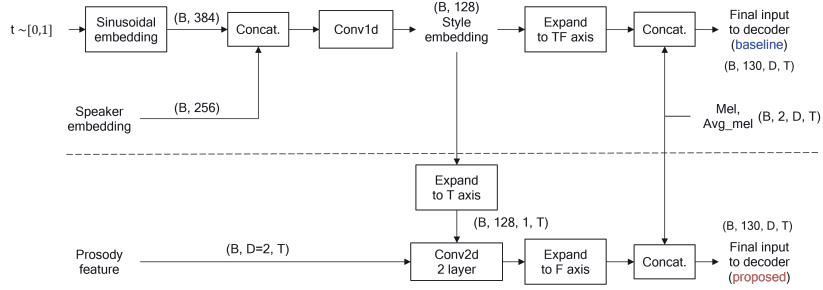 t ~[0,1]
Sinusoidal
embedding
(B, 384)
Concat.
Conv1d
(B, 128)
Style
embedding
Expand
to TF axis
Concat.
Final input
to decoder
(baseline)
(B, 130, D, T)
Speaker
embedding
(B, 256)
Mel,
Avg_mel
(B, 2, D, T)
Expand
to T axis
(B, 128, 1, T)
Prosody
feature
(B, D=2, T)
Conv2d
2 layer
Expand
to F axis
Concat.
(B, 130, D, T)
Final input
to decoder
(proposed)